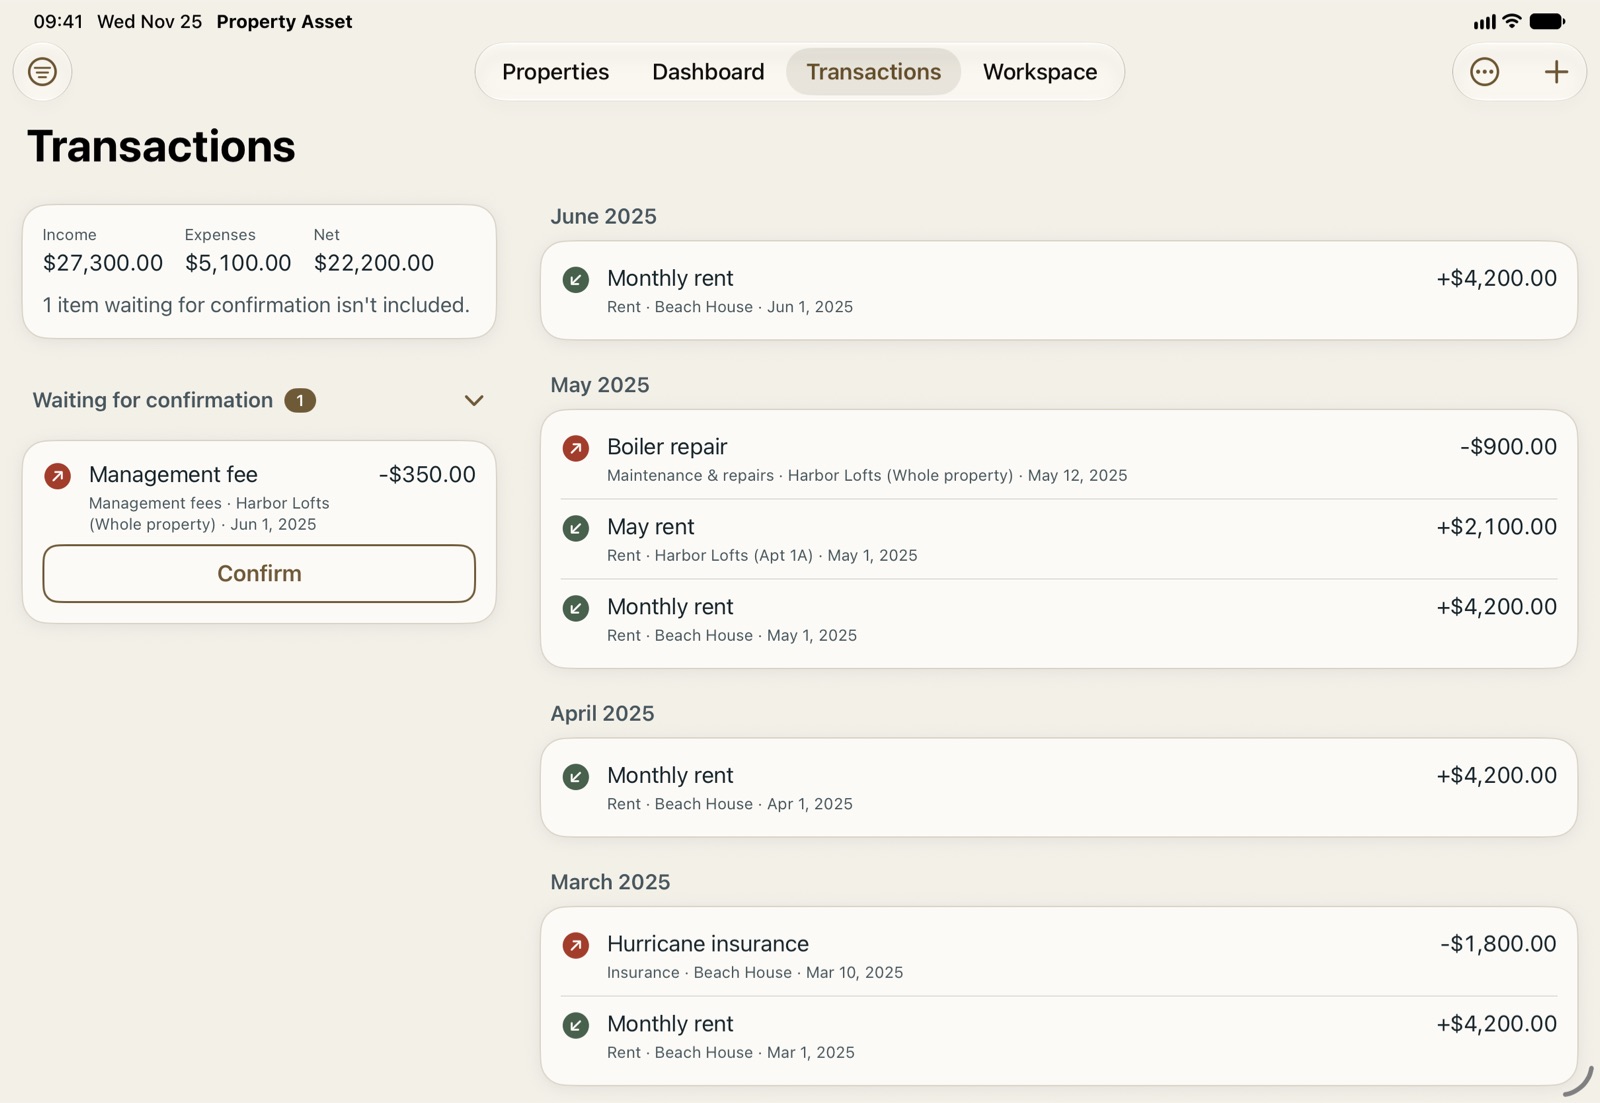 09:41 Wed Nov 25 Property Asset
Properties Dashboard Transactions Workspace
Transactions
Income Expenses Net
$27,300.00 $5,100.00 $22,200.00
1 item waiting for confirmation isn't included.
Waiting for confirmation 1
Management fee -$350.00
Management fees · Harbor Lofts
(Whole property) · Jun 1, 2025
Confirm
June 2025
Monthly rent +$4,200.00
Rent · Beach House · Jun 1, 2025
May 2025
Boiler repair -$900.00
Maintenance & repairs · Harbor Lofts (Whole property) · May 12, 2025
May rent +$2,100.00
Rent · Harbor Lofts (Apt 1A) · May 1, 2025
Monthly rent +$4,200.00
Rent · Beach House · May 1, 2025
April 2025
Monthly rent +$4,200.00
Rent · Beach House · Apr 1, 2025
March 2025
Hurricane insurance -$1,800.00
Insurance · Beach House · Mar 10, 2025
Monthly rent +$4,200.00
Rent · Beach House · Mar 1, 2025